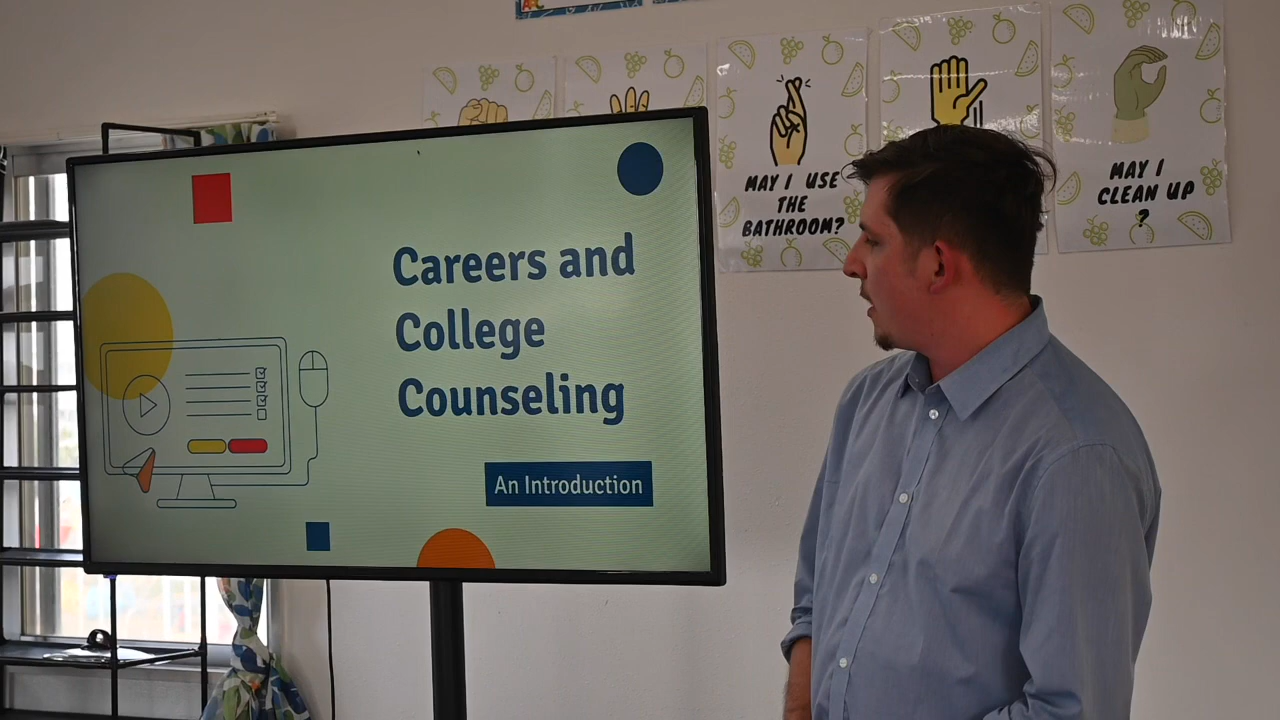 Careers and
College
Counseling
An Introduction
MAY I USE
THE
BATHROOM?
MAY I
CLEAN UP
?